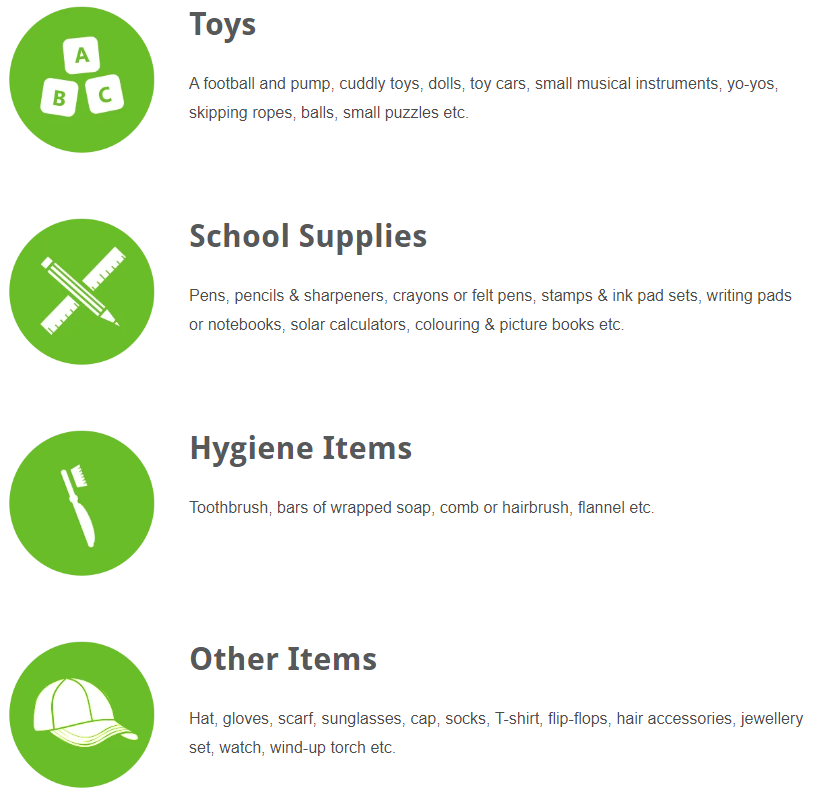 A
B
C
Toys
A football and pump, cuddly toys, dolls, toy cars, small musical instruments, yo-yos,
skipping ropes, balls, small puzzles etc.
School Supplies
Pens, pencils & sharpeners, crayons or felt pens, stamps & ink pad sets, writing pads
or notebooks, solar calculators, colouring & picture books etc.
Hygiene Items
Toothbrush, bars of wrapped soap, comb or hairbrush, flannel etc.
Other Items
Hat, gloves, scarf, sunglasses, cap, socks, T-shirt, flip-flops, hair accessories, jewellery
set, watch, wind-up torch etc.